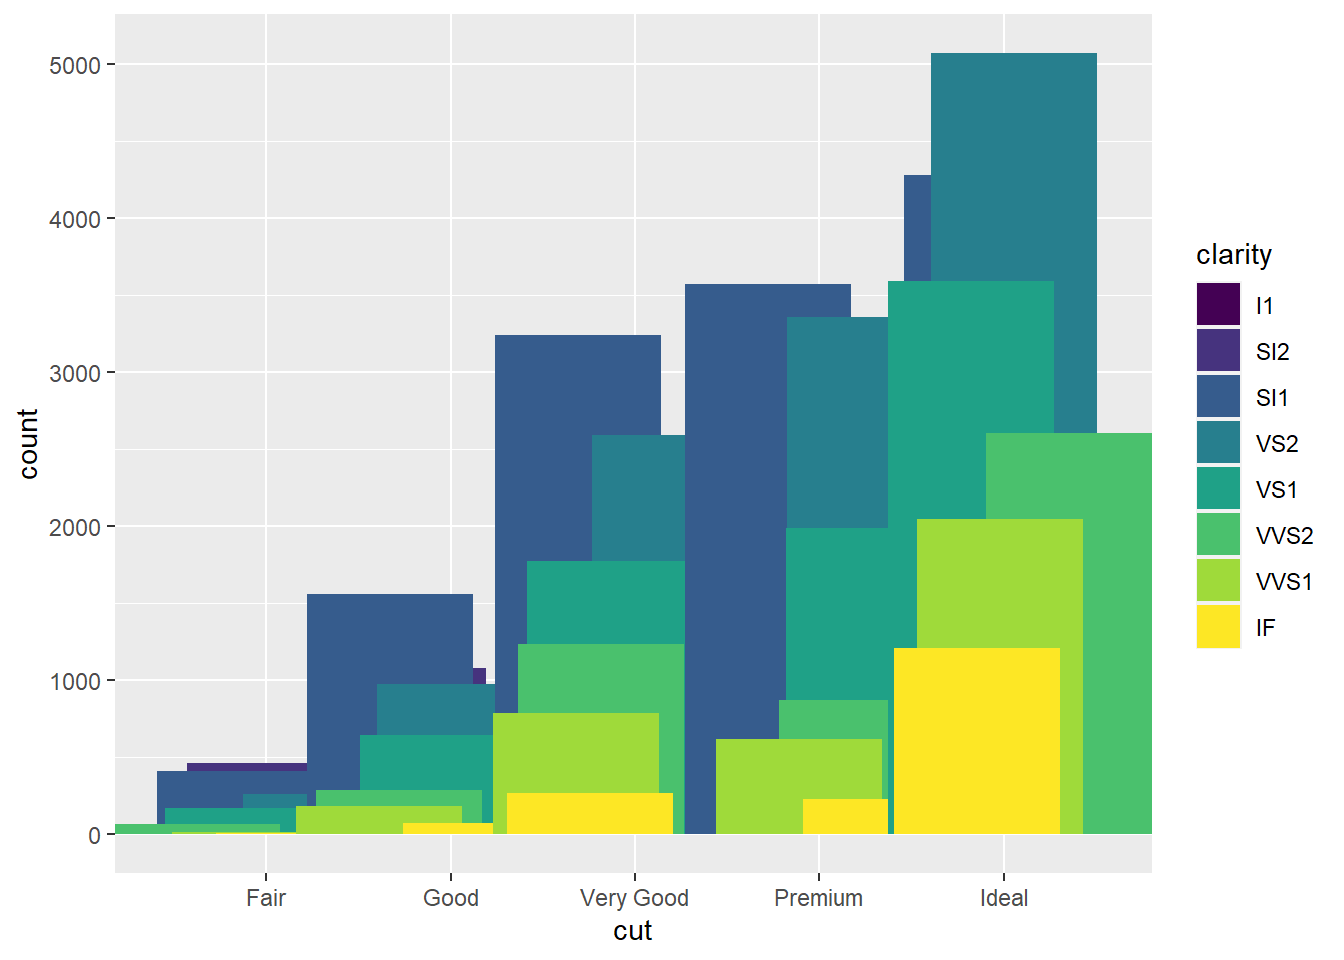 5000
4000
3000
2000
1000
0
count
Fair Good Very Good Premium Ideal
cut
clarity
I1
SI2
SI1
VS2
VS1
VVS2
VVS1
IF